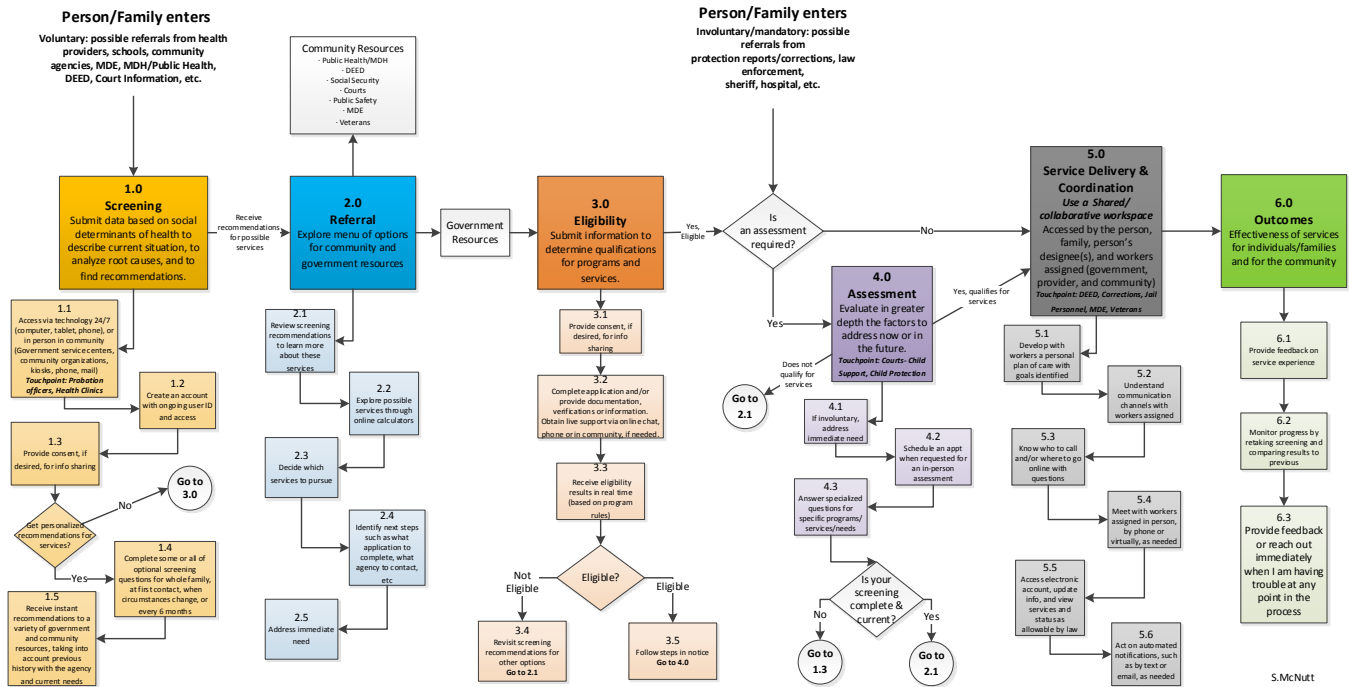 Person/Family enters
Voluntary: possible referrals from health
providers, schools, community
agencies, MDE, MDH/Public Health,
DEED, Court Information, etc.
Community Resources
· Public Health/MDH
· DEED
· Social Security
· Courts
· Public Safety
· MDE
· Veterans
Person/Family enters
Involuntary/mandatory: possible
referrals from
protection reports/corrections, law
enforcement,
sheriff, hospital, etc.
1.0
Screening
Submit data based on social
determinants of health to
describe current situation, to
analyze root causes, and to
find recommendations.
Receive
recommendations
for possible
services
2.0
Referral
Explore menu of options
for community and
government resources
Government
Resources
3.0
Eligibility
Submit information to
determine qualifications
for programs and
services.
Yes,
Eligible
Is
an assessment
required?
No
Yes
4.0
Assessment
Evaluate in greater
depth the factors to
address now or in
the future.
Touchpoint: Courts- Child
Support, Child Protection
Yes, qualifies for
services
Does not
qualify for
services
Go to
2.1
5.0
Service Delivery &
Coordination
Use a Shared/
collaborative workspace
Accessed by the person,
family, person's
designee(s), and workers
assigned (government,
provider, and community)
Touchpoint: DEED, Corrections, Jail
Personnel, MDE, Veterans
6.0
Outcomes
Effectiveness of services
for individuals/families
and for the community
1.1
Access via technology 24/7
(computer, tablet, phone), or
in person in community
(Government service centers,
community organizations,
kiosks, phone, mail)
Touchpoint: Probation
officers, Health Clinics
1.2
Create an account
with ongoing user ID
and access
1.3
Provide consent, if
desired, for info sharing
Go to
3.0
No
Get personalized
recommendations for
services?
Yes
1.4
Complete some or all of
optional screening
questions for whole family,
at first contact, when
circumstances change, or
every 6 months
1.5
Receive instant
recommendations to a
variety of government
and community
resources, taking into
account previous
history with the agency
and current needs
2.1
Review screening
recommendations
to learn more
about these
services
2.2
Explore possible
services through
online calculators
2.3
Decide which
services to pursue
2.4
Identify next steps
such as what
application to
complete, what
agency to contact,
etc
2.5
Address immediate
need
3.1
Provide consent, if
desired, for info
sharing
3.2
Complete application and/or
provide documentation,
verifications or information.
Obtain live support via online chat,
phone or in community, if needed.
3.3
Receive eligibility
results in real time
(based on program
rules)
Eligible?
Not
Eligible
Eligible
3.4
Revisit screening
recommendations for
other options
Go to 2.1
3.5
Follow steps in notice
Go to 4.0
4.1
If involuntary,
address
immediate need
4.2
Schedule an appt
when requested for
an in-person
assessment
4.3
Answer specialized
questions for
specific programs/
services/needs
Is your
screening
complete &
current?
No
Yes
Go to
1.3
Go to
2.1
5.1
Develop with
workers a personal
plan of care with
goals identified
5.2
Understand
communication
channels with
workers assigned
5.3
Know who to call
and/or where to go
online with
questions
5.4
Meet with workers
assigned in person,
by phone or
virtually, as needed
5.5
Access electronic
account, update
info, and view
services and
status as
allowable by law
5.6
Act on automated
notifications, such
as by text or
email, as needed
6.1
Provide feedback on
service experience
6.2
Monitor progress by
retaking screening and
comparing results to
previous
6.3
Provide feedback
or reach out
immediately
when I am having
trouble at any
point in the
process
S.McNutt